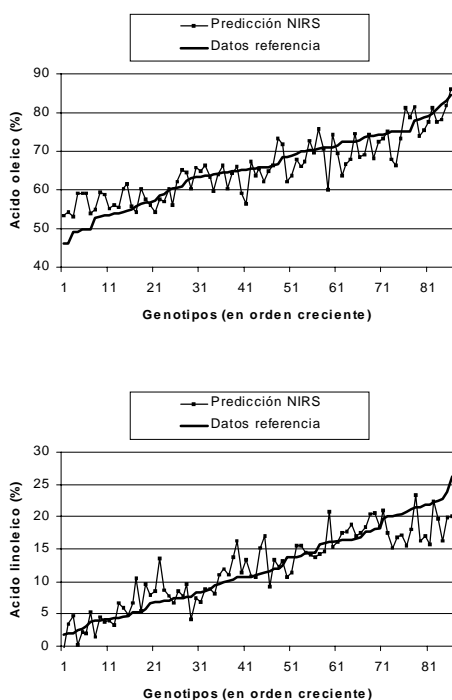 Predicción NIRS
Datos referencia
Acido oleico (%)
90
80
70
60
50
40
1 11 21 31 41 51 61 71 81
Genotipos (en orden creciente)
Predicción NIRS
Datos referencia
Acido linoleico (%)
30
25
20
15
10
5
0
1 11 21 31 41 51 61 71 81
Genotipos (en orden creciente)